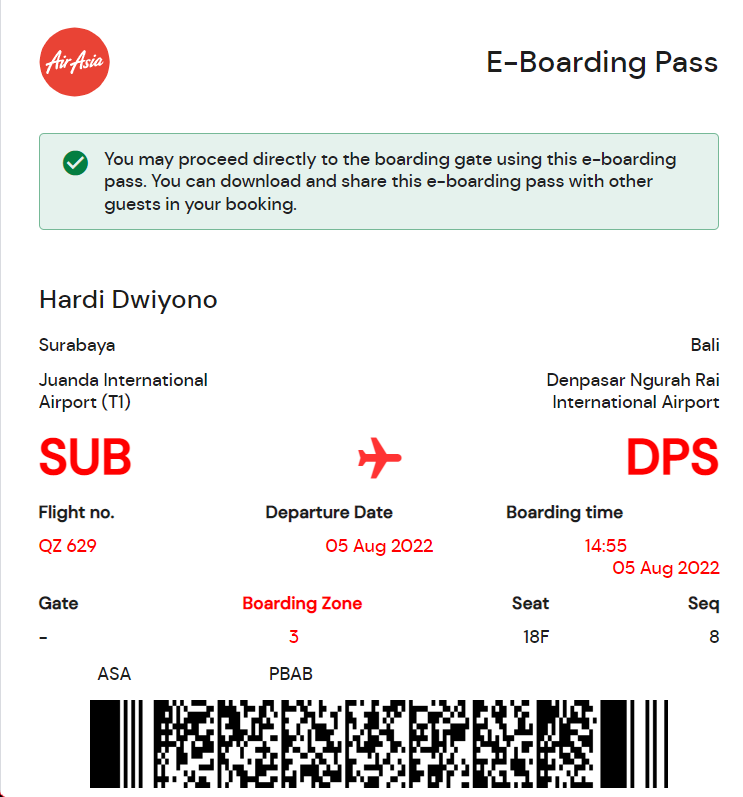 AirAsia
E-Boarding Pass
You may proceed directly to the boarding gate using this e-boarding
pass. You can download and share this e-boarding pass with other
guests in your booking.
Hardi Dwiyono
Surabaya Bali
Juanda International Denpasar Ngurah Rai
Airport (T1) International Airport
SUB DPS
Flight no. Departure Date Boarding time
QZ 629 05 Aug 2022 14:55
05 Aug 2022
Gate Boarding Zone Seat Seq
- 3 18F 8
ASA PBAB